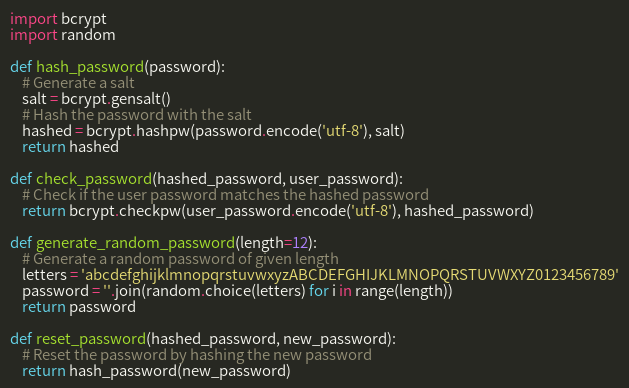 import bcrypt
import random

def hash_password(password):
    # Generate a salt
    salt = bcrypt.gensalt()
    # Hash the password with the salt
    hashed = bcrypt.hashpw(password.encode('utf-8'), salt)
    return hashed

def check_password(hashed_password, user_password):
    # Check if the user password matches the hashed password
    return bcrypt.checkpw(user_password.encode('utf-8'), hashed_password)

def generate_random_password(length=12):
    # Generate a random password of given length
    letters = 'abcdefghijklmnopqrstuvwxyzABCDEFGHIJKLMNOPQRSTUVWXYZ0123456789'
    password = ''.join(random.choice(letters) for i in range(length))
    return password

def reset_password(hashed_password, new_password):
    # Reset the password by hashing the new password
    return hash_password(new_password)